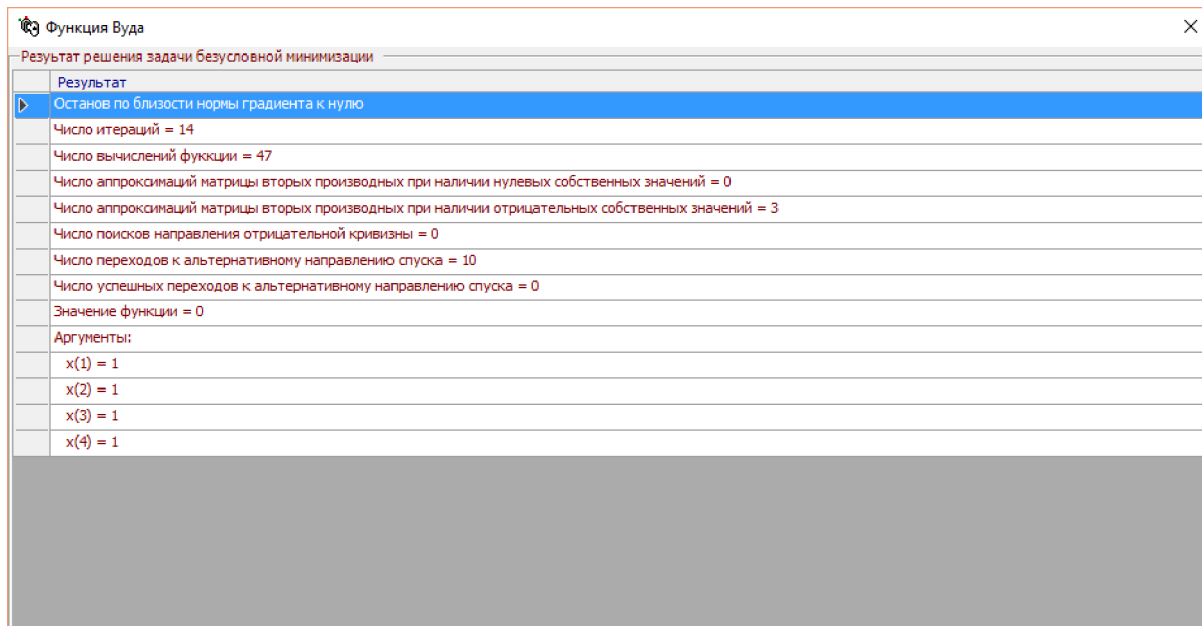 Функция Вуда
Резуьтат решения задачи безусловной минимизации
Результат
Останов по близости нормы градиента к нулю
Число итераций = 14
Число вычислений фуккции = 47
Число аппроксимаций матрицы вторых производных при наличии нулевых собственных значений = 0
Число аппроксимаций матрицы вторых производных при наличии отрицательных собственных значений = 3
Число поисков направления отрицательной кривизны = 0
Число переходов к альтернативному направлению спуска = 10
Число успешных переходов к альтернативному направлению спуска = 0
Значение функции = 0
Аргументы:
x(1) = 1
x(2) = 1
x(3) = 1
x(4) = 1